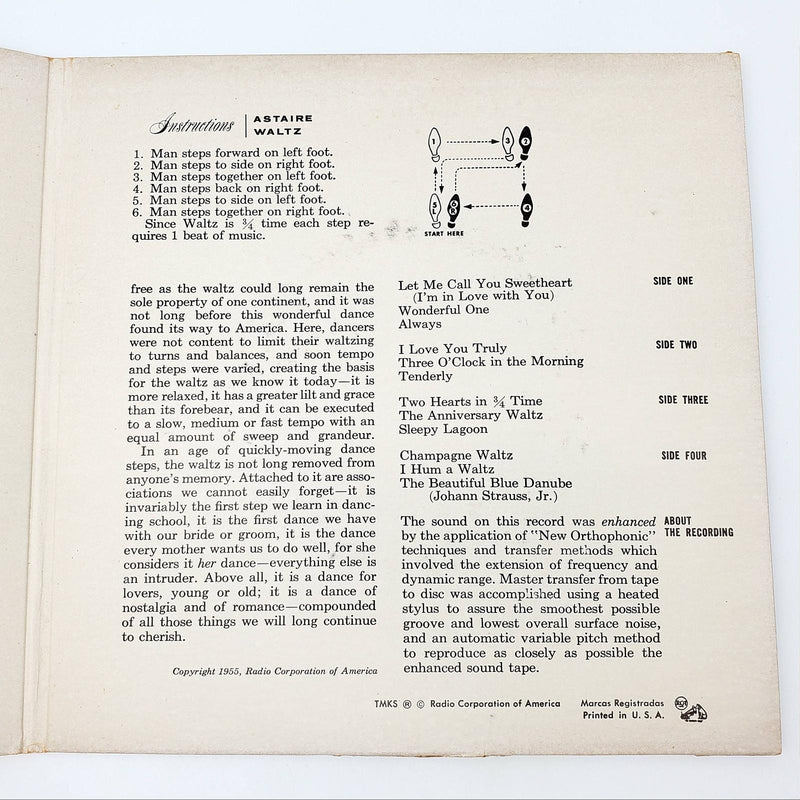 Instructions
ASTAIRE
WALTZ
1. Man steps forward on left foot.
2. Man steps to side on right foot.
3. Man steps together on left foot.
4. Man steps back on right foot.
5. Man steps to side on left foot.
6. Man steps together on right foot.
Since Waltz is ¾ time each step re-
quires 1 beat of music.
1
3
2
5
L
R
4
START HERE
free as the waltz could long remain the
sole property of one continent, and it was
not long before this wonderful dance
found its way to America. Here, dancers
were not content to limit their waltzing
to turns and balances, and soon tempo
and steps were varied, creating the basis
for the waltz as we know it today—it is
more relaxed, it has a greater lilt and grace
than its forebear, and it can be executed
to a slow, medium or fast tempo with an
equal amount of sweep and grandeur.
In an age of quickly-moving dance
steps, the waltz is not long removed from
anyone's memory. Attached to it are asso-
ciations we cannot easily forget—it is
invariably the first step we learn in danc-
ing school, it is the first dance we have
with our bride or groom, it is the dance
every mother wants us to do well, for she
considers it her dance—everything else is
an intruder. Above all, it is a dance for
lovers, young or old; it is a dance of
nostalgia and of romance—compounded
of all those things we will long continue
to cherish.
Copyright 1955, Radio Corporation of America
Let Me Call You Sweetheart SIDE ONE
(I'm in Love with You)
Wonderful One
Always
I Love You Truly SIDE TWO
Three O'Clock in the Morning
Tenderly
Two Hearts in ¾ Time SIDE THREE
The Anniversary Waltz
Sleepy Lagoon
Champagne Waltz SIDE FOUR
I Hum a Waltz
The Beautiful Blue Danube
(Johann Strauss, Jr.)
ABOUT
THE RECORDING
The sound on this record was enhanced
by the application of "New Orthophonic"
techniques and transfer methods which
involved the extension of frequency and
dynamic range. Master transfer from tape
to disc was accomplished using a heated
stylus to assure the smoothest possible
groove and lowest overall surface noise,
and an automatic variable pitch method
to reproduce as closely as possible the
enhanced sound tape.
TMKS ® © Radio Corporation of America
Marcas Registradas
Printed in U. S. A.
RCA